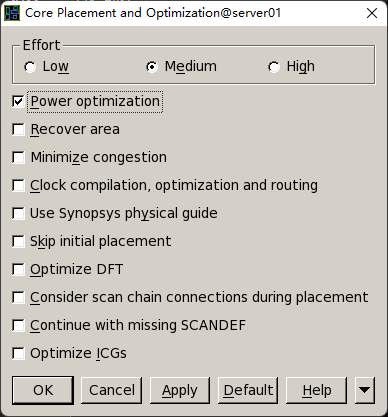 Core Placement and Optimization@server01
Effort
Low Medium High
Power optimization
Recover area
Minimize congestion
Clock compilation, optimization and routing
Use Synopsys physical guide
Skip initial placement
Optimize DFT
Consider scan chain connections during placement
Continue with missing SCANDEF
Optimize ICGs
OK Cancel Apply Default Help